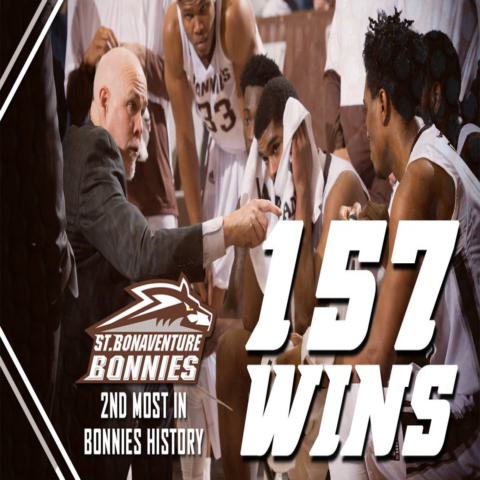 33
157
WINS
ST. BONAVENTURE
BONNIES
2ND MOST IN
BONNIES HISTORY